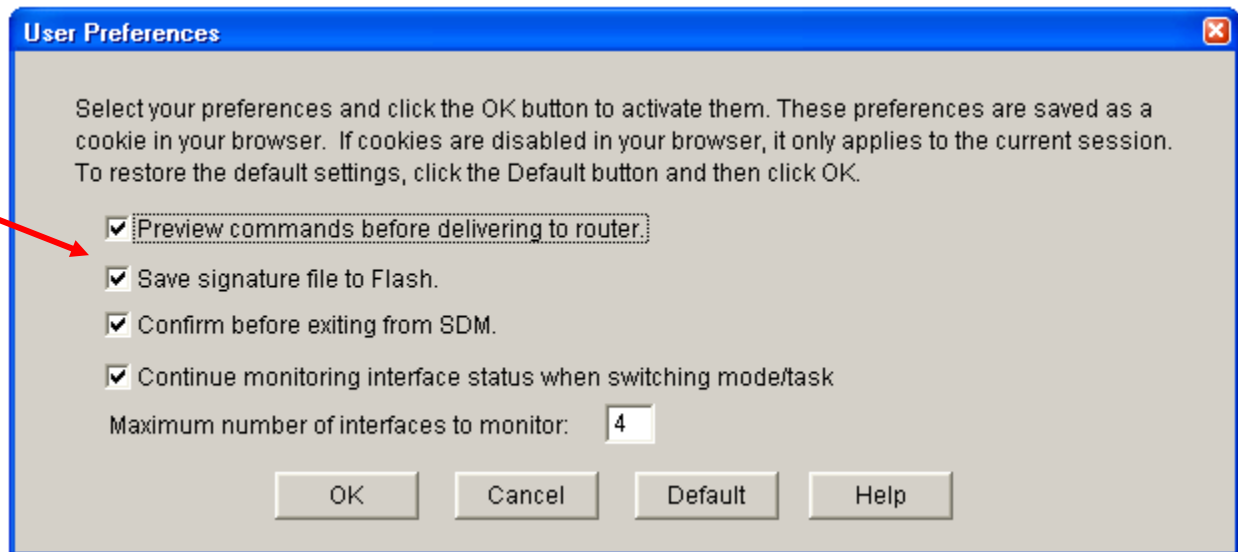 User Preferences
Select your preferences and click the OK button to activate them. These preferences are saved as a
cookie in your browser.  If cookies are disabled in your browser, it only applies to the current session.
To restore the default settings, click the Default button and then click OK.
Preview commands before delivering to router.
Save signature file to Flash.
Confirm before exiting from SDM.
Continue monitoring interface status when switching mode/task
Maximum number of interfaces to monitor: 4
OK Cancel Default Help